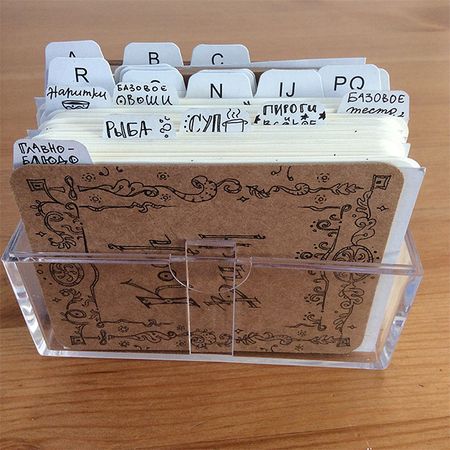 A
B
C
R
N
IJ
PQ
НАПИТКИ
БАЗОВОЕ
ОВОЩИ
БАЗОВОЕ
тесто
ПИРОГИ
И
РЫБА
СУП
ГЛАВНО-
БЛЮДО